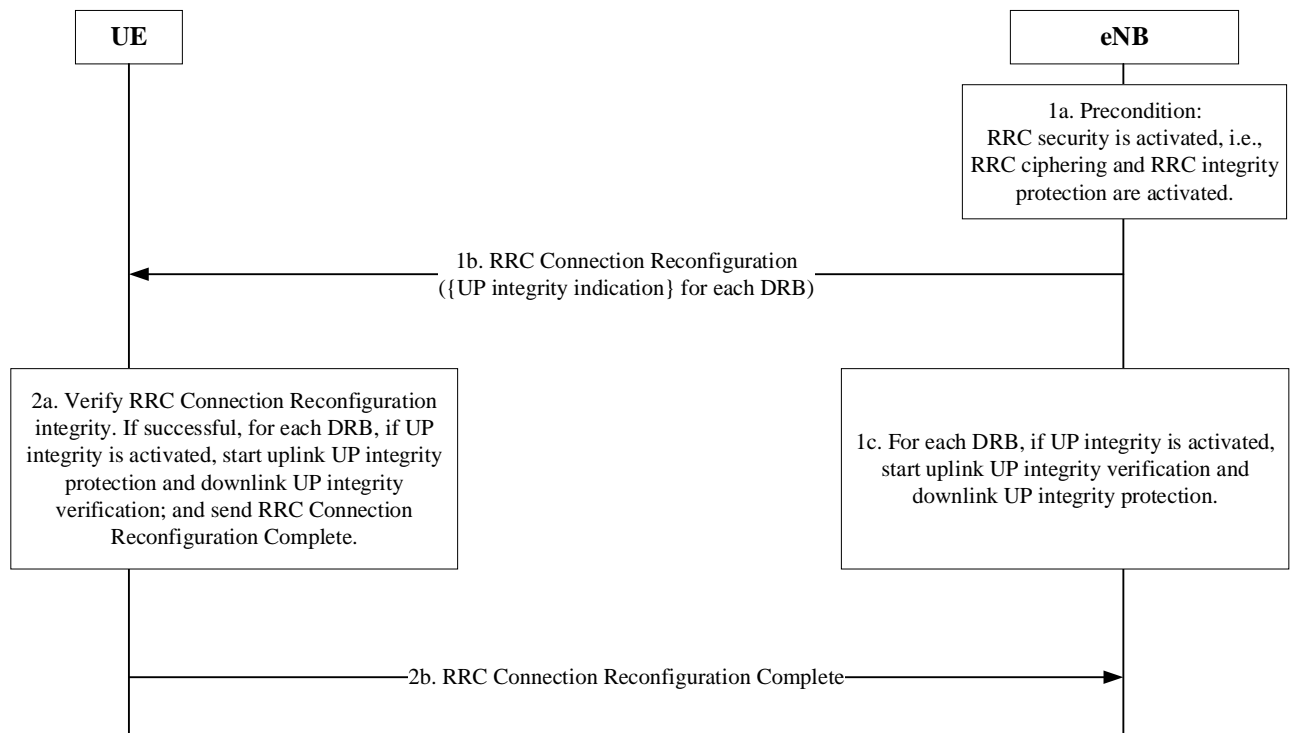 UE
eNB
1a. Precondition:
RRC security is activated, i.e.,
RRC ciphering and RRC integrity
protection are activated.
1b. RRC Connection Reconfiguration
({UP integrity indication} for each DRB)
2a. Verify RRC Connection Reconfiguration
integrity. If successful, for each DRB, if UP
integrity is activated, start uplink UP integrity
protection and downlink UP integrity
verification; and send RRC Connection
Reconfiguration Complete.
1c. For each DRB, if UP integrity is activated,
start uplink UP integrity verification and
downlink UP integrity protection.
2b. RRC Connection Reconfiguration Complete